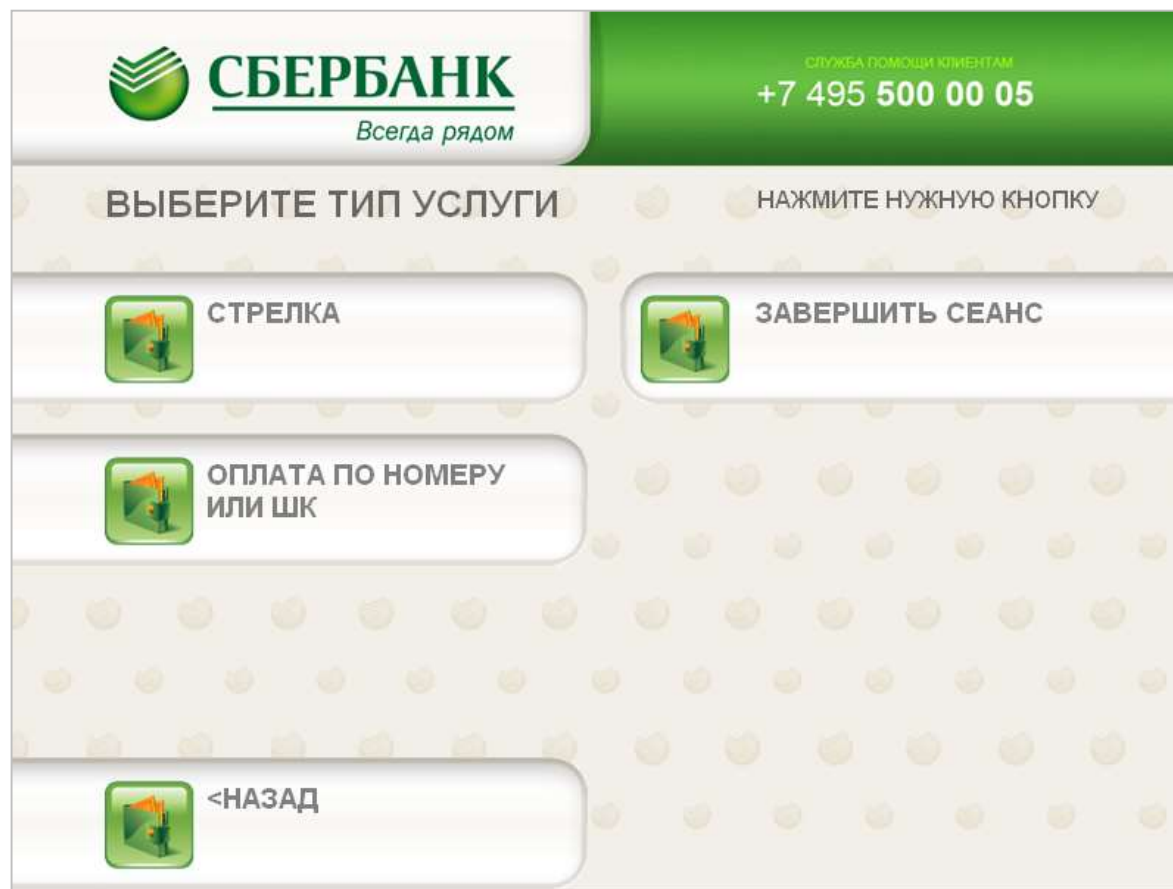 СБЕРБАНК
Всегда рядом
СЛУЖБА ПОМОЩИ КЛИЕНТАМ
+7 495 500 00 05
ВЫБЕРИТЕ ТИП УСЛУГИ
НАЖМИТЕ НУЖНУЮ КНОПКУ
СТРЕЛКА
ЗАВЕРШИТЬ СЕАНС
ОПЛАТА ПО НОМЕРУ
ИЛИ ШК
<НАЗАД